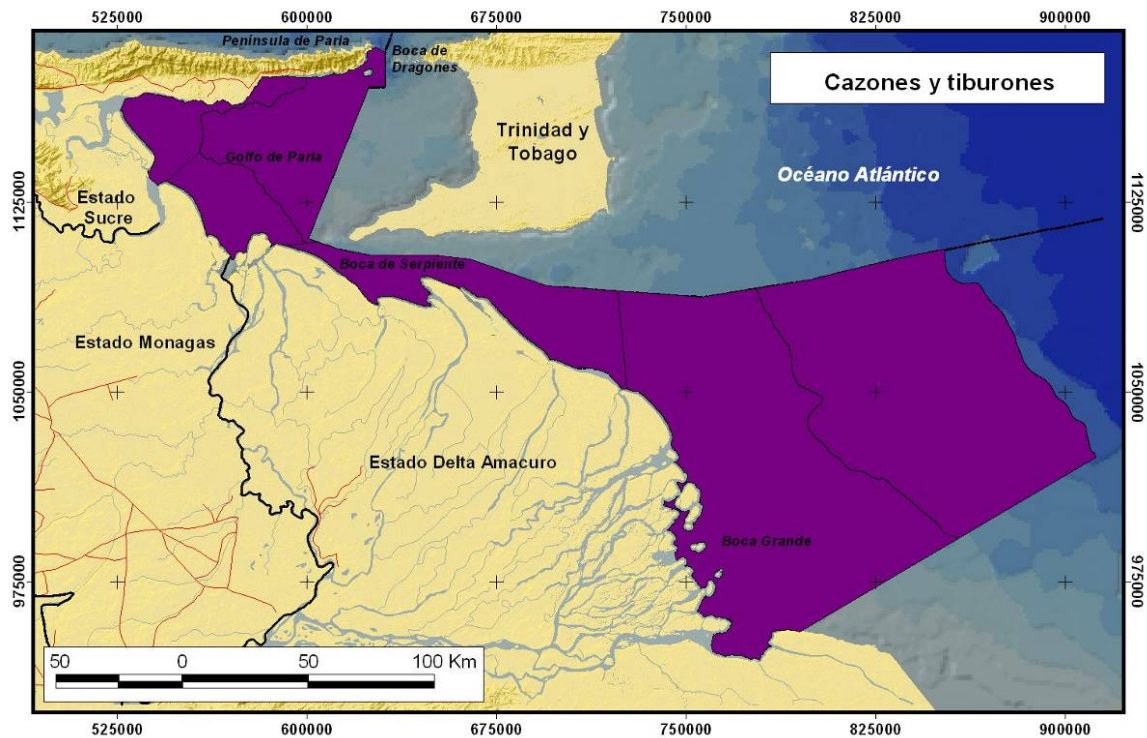 525000 600000 675000 750000 825000 900000
Península de Paria
Boca de
Dragones
Cazones y tiburones
Trinidad y
Tobago
Golfo de Paria
Océano Atlántico
Estado
Sucre
1125000
1125000
Boca de Serpiente
Estado Monagas
1050000
1050000
Estado Delta Amacuro
Boca Grande
975000
975000
50 0 50 100 Km
525000 600000 675000 750000 825000 900000